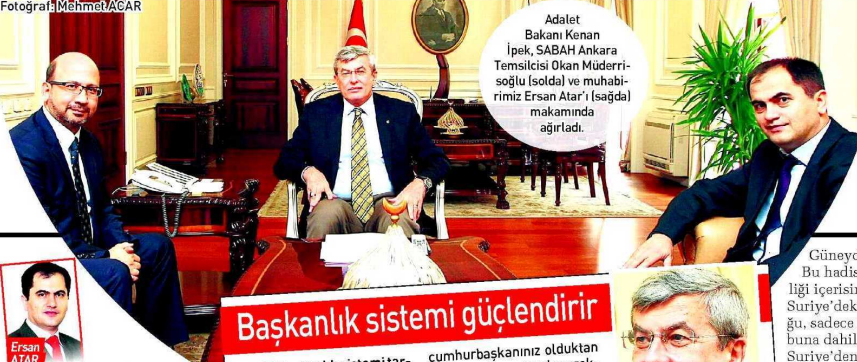 Fotoğraf: Mehmet ACAR
Adalet
Bakanı Kenan
İpek, SABAH Ankara
Temsilcisi Okan Müderri-
soğlu (solda) ve muhabi-
rimiz Ersan Atar'ı (sağda)
makamında
ağırladı.
Ersan
ATAR
Başkanlık sistemi güçlendirir
cumhurbaşkanınız olduktan
Bu hadis
liği içerisin
Suriye'dek
ğu, sadece
buna dahil
Suriye'den